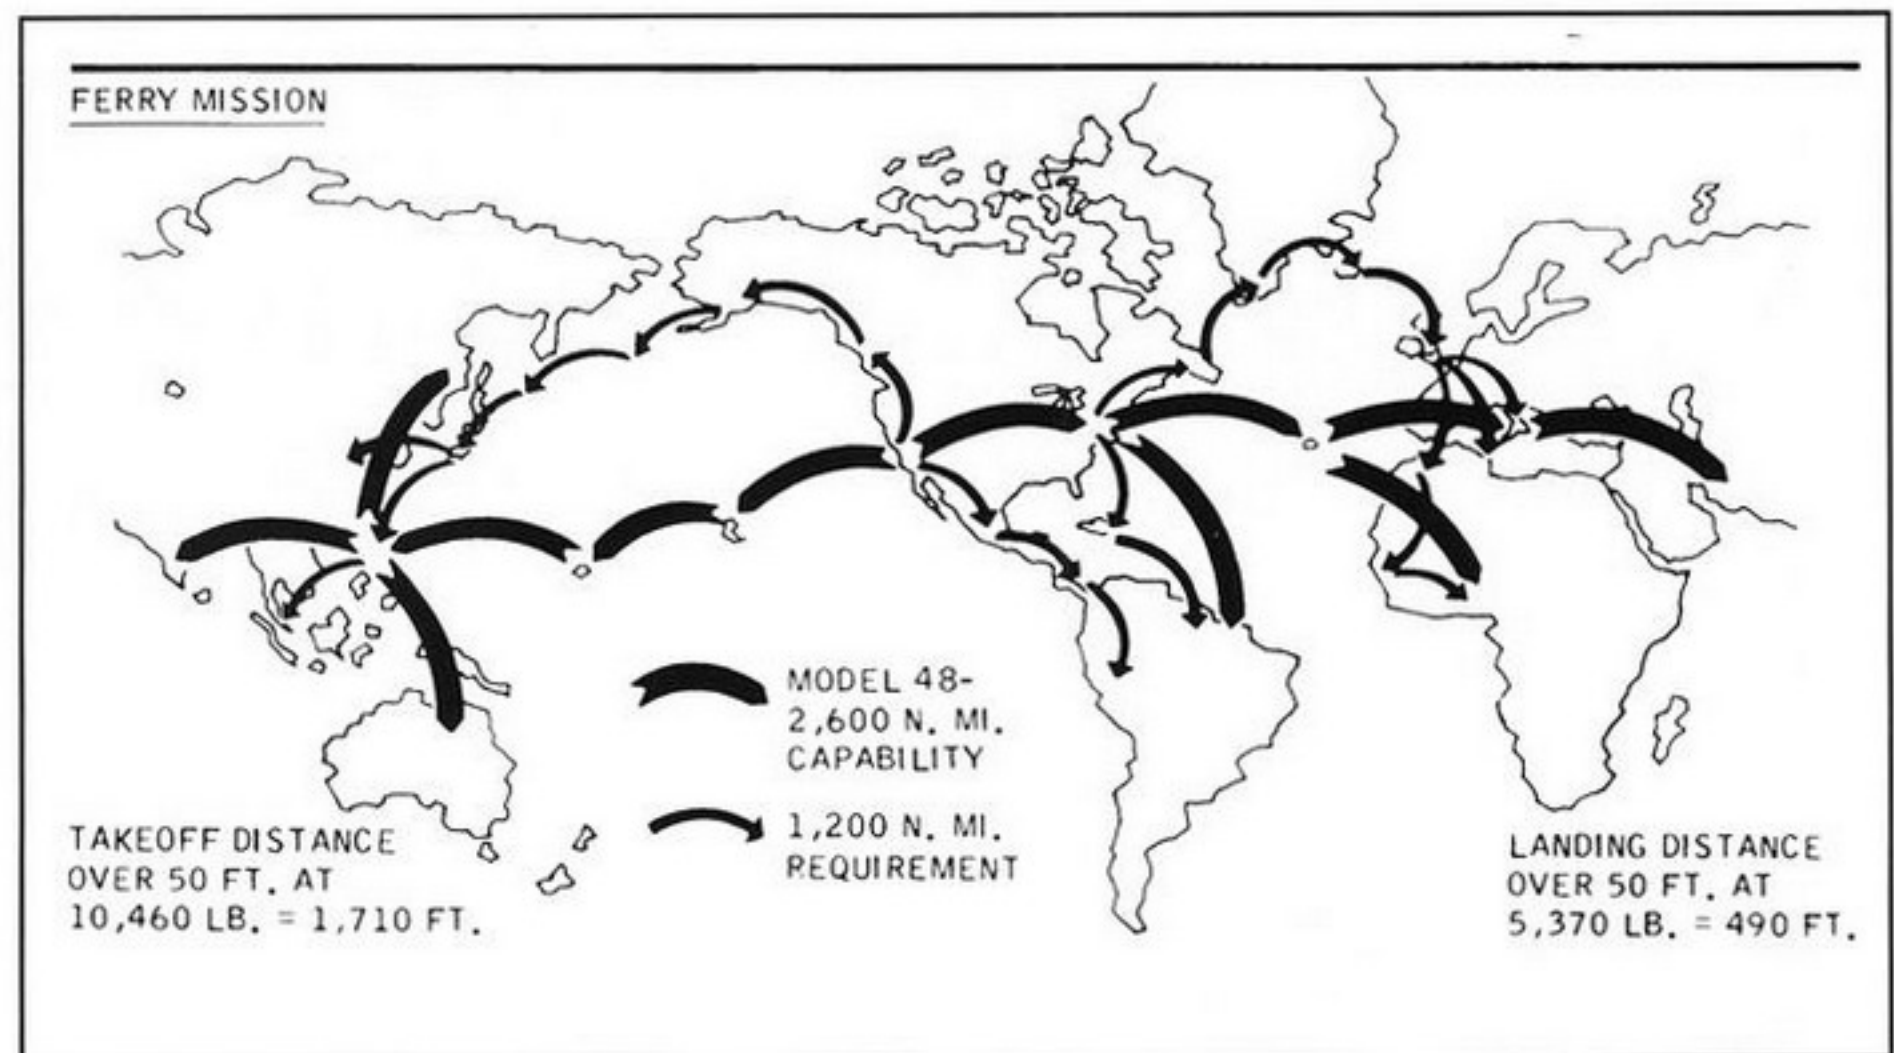 FERRY MISSION
MODEL 48-
2,600 N. MI.
CAPABILITY
1,200 N. MI.
REQUIREMENT
TAKEOFF DISTANCE
OVER 50 FT. AT
10,460 LB. = 1,710 FT.
LANDING DISTANCE
OVER 50 FT. AT
5,370 LB. = 490 FT.